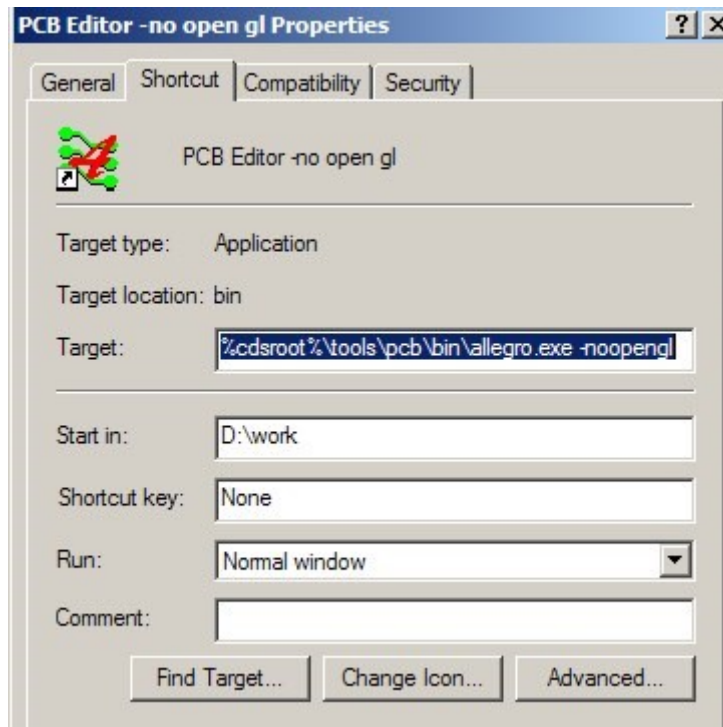 PCB Editor -no open gl Properties
General Shortcut Compatibility Security
PCB Editor -no open gl
Target type: Application
Target location: bin
Target: %cdsroot%\tools\pcb\bin\allegro.exe -noopengl
Start in: D:\work
Shortcut key: None
Run: Normal window
Comment:
Find Target... Change Icon... Advanced...